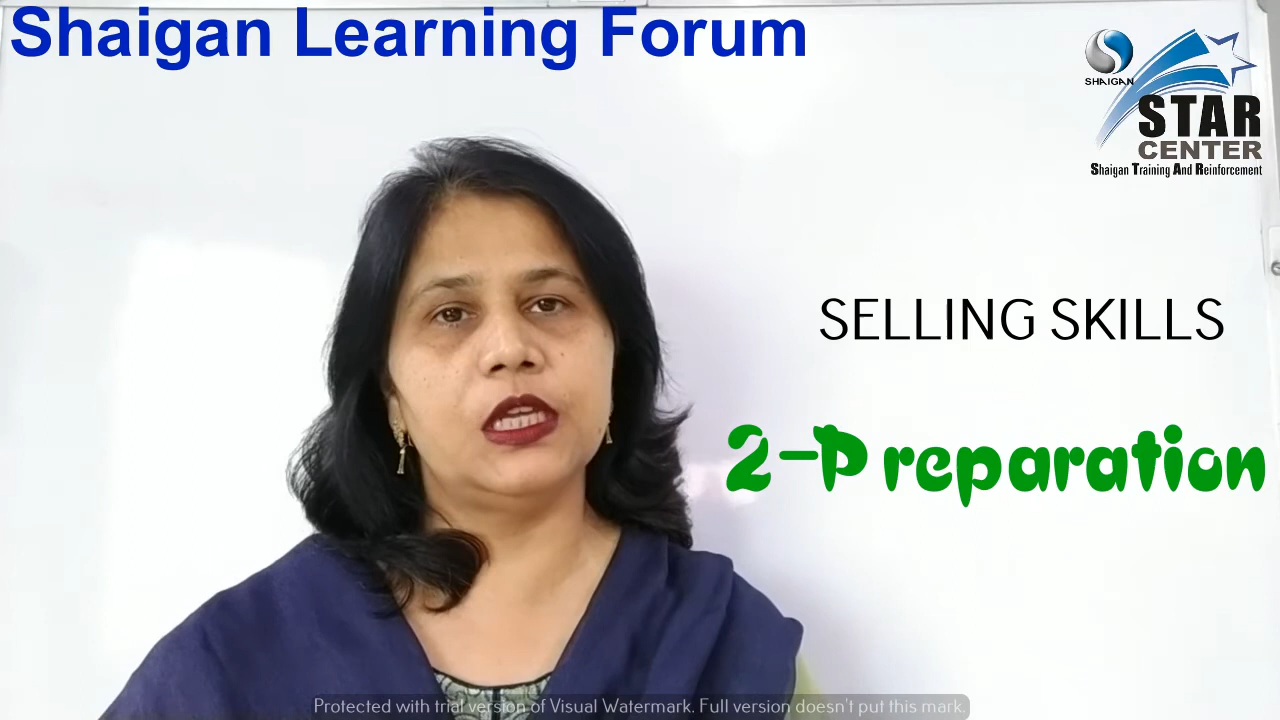 Shaigan Learning Forum
SHAIGAN
STAR
CENTER
Shaigan Training And Reinforcement
SELLING SKILLS
2-Preparation
Protected with trial version of Visual Watermark. Full version doesn't put this mark.